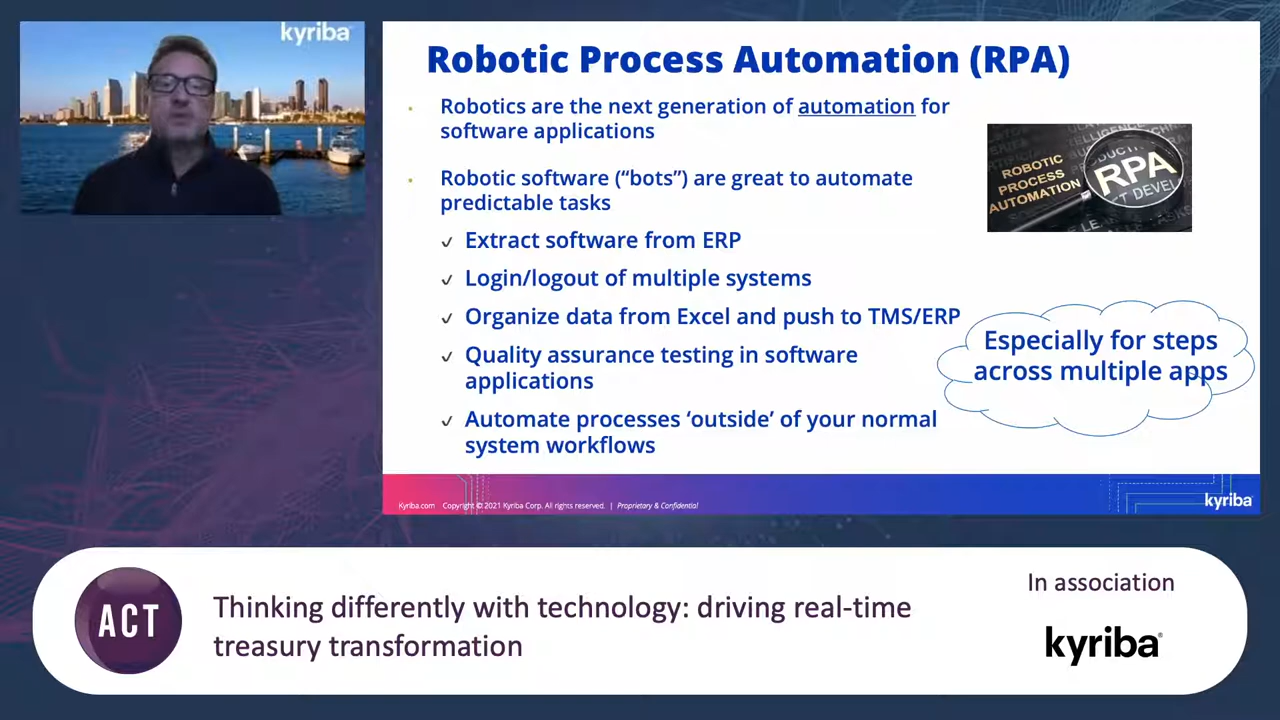 kyriba
Robotic Process Automation (RPA)
Robotics are the next generation of automation for
software applications
Robotic software (“bots”) are great to automate
predictable tasks
✓ Extract software from ERP
✓ Login/logout of multiple systems
✓ Organize data from Excel and push to TMS/ERP
✓ Quality assurance testing in software
applications
✓ Automate processes ‘outside’ of your normal
system workflows
ROBOTIC
PROCESS
AUTOMATION
RPA
Especially for steps
across multiple apps
Kyriba.com Copyright © 2021 Kyriba Corp. All rights reserved. | Proprietary & Confidential
kyriba
ACT
Thinking differently with technology: driving real-time
treasury transformation
In association
kyriba